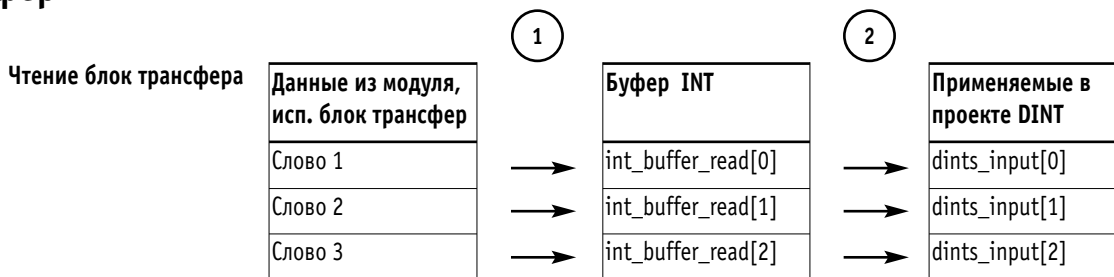 1
2
Чтение блок трансфера
Данные из модуля,
исп. блок трансфер
Буфер INT
Применяемые в
проекте DINT
Слово 1
int_buffer_read[0]
dints_input[0]
Слово 2
int_buffer_read[1]
dints_input[1]
Слово 3
int_buffer_read[2]
dints_input[2]